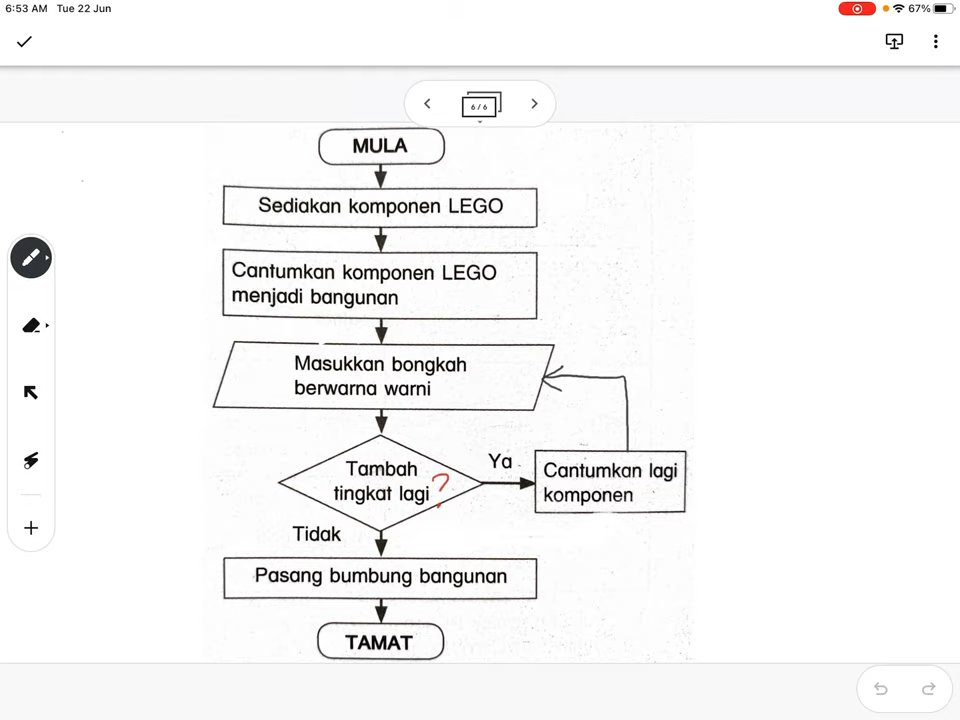 6:53 AM Tue 22 Jun
67%
6 / 6
MULA
Sediakan komponen LEGO
Cantumkan komponen LEGO
menjadi bangunan
Masukkan bongkah
berwarna warni
Tambah
tingkat lagi?
Ya
Cantumkan lagi
komponen
Tidak
Pasang bumbung bangunan
TAMAT